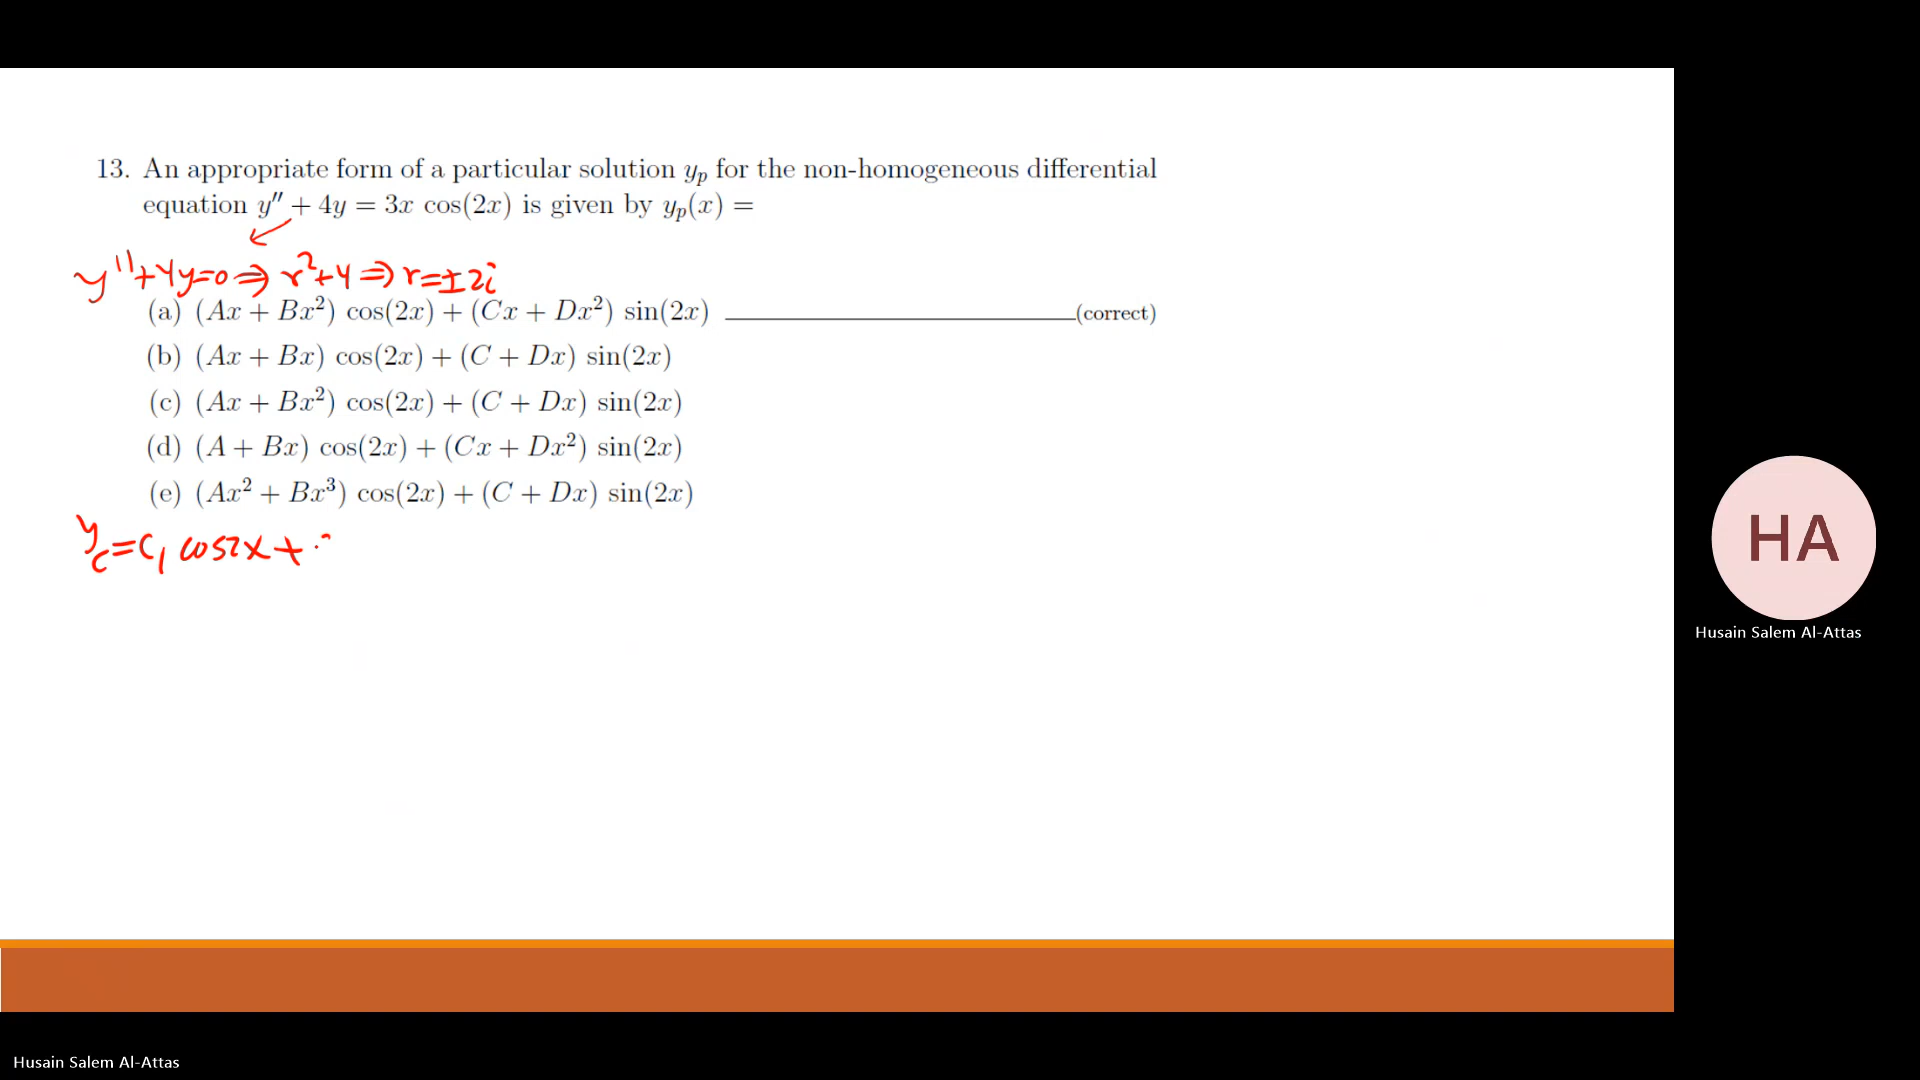 13. An appropriate form of a particular solution yₚ for the non-homogeneous differential
equation y″ + 4y = 3x cos(2x) is given by yₚ(x) =
y″+4y=0 ⇒ r²+4 ⇒ r=±2i
(a) (Ax + Bx²) cos(2x) + (Cx + Dx²) sin(2x) ________ (correct)
(b) (Ax + Bx) cos(2x) + (C + Dx) sin(2x)
(c) (Ax + Bx²) cos(2x) + (C + Dx) sin(2x)
(d) (A + Bx) cos(2x) + (Cx + Dx²) sin(2x)
(e) (Ax² + Bx³) cos(2x) + (C + Dx) sin(2x)
y_c = C₁ cos2x +
HA
Husain Salem Al-Attas
Husain Salem Al-Attas